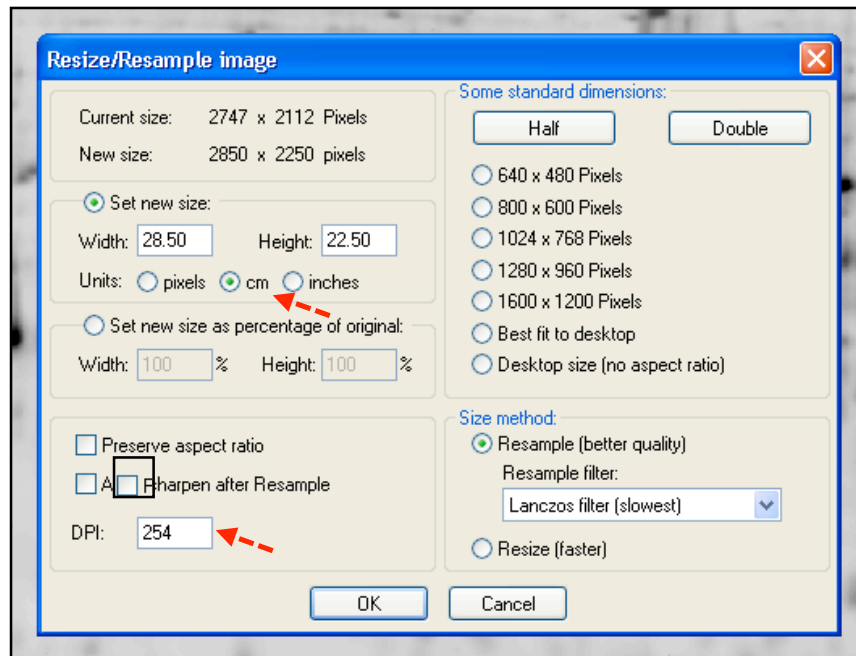 Resize/Resample image
Current size: 2747 x 2112 Pixels
New size: 2850 x 2250 pixels
Set new size:
Width: 28.50 Height: 22.50
Units: pixels cm inches
Set new size as percentage of original:
Width: 100 % Height: 100 %
Preserve aspect ratio
A harpen after Resample
DPI: 254
Some standard dimensions:
Half Double
640 x 480 Pixels
800 x 600 Pixels
1024 x 768 Pixels
1280 x 960 Pixels
1600 x 1200 Pixels
Best fit to desktop
Desktop size (no aspect ratio)
Size method:
Resample (better quality)
Resample filter:
Lanczos filter (slowest)
Resize (faster)
OK Cancel